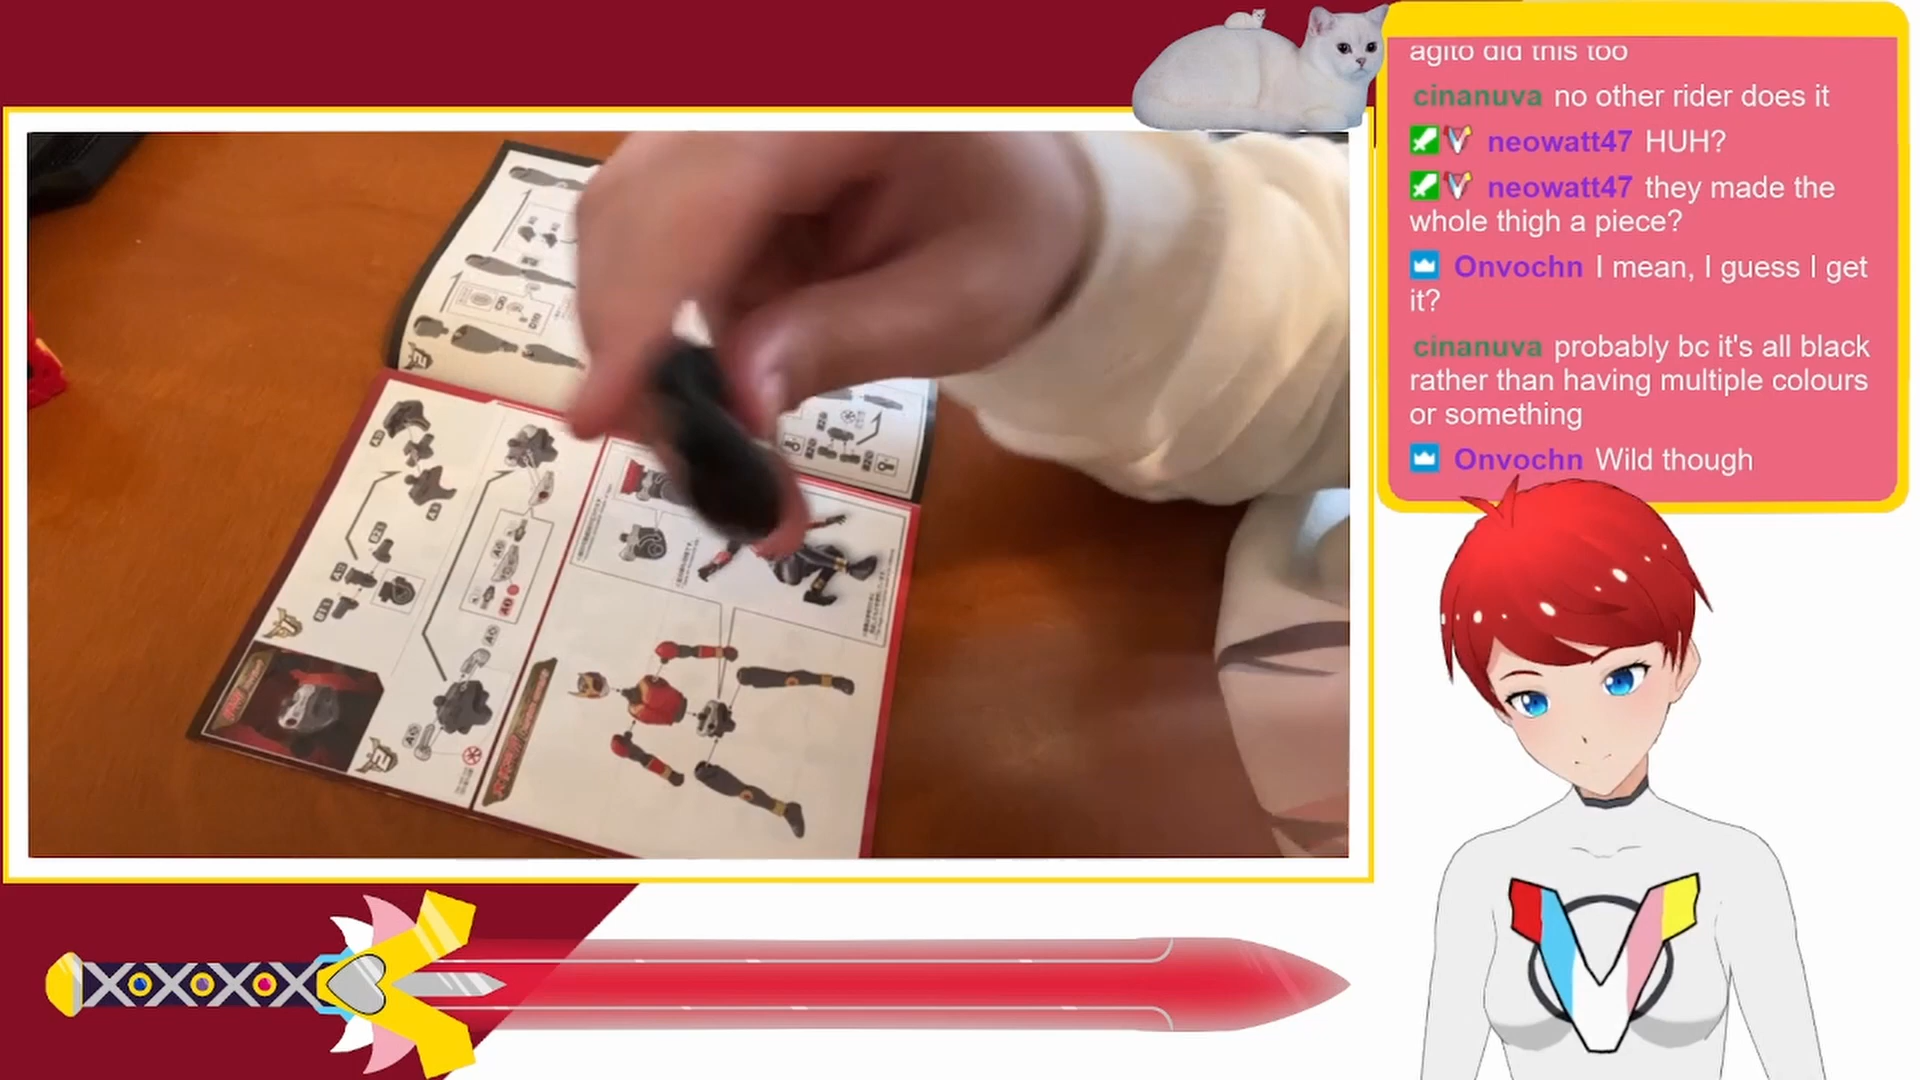 agito did this too
cinanuva no other rider does it
neowatt47 HUH?
neowatt47 they made the
whole thigh a piece?
Onvochn I mean, I guess I get
it?
cinanuva probably bc it's all black
rather than having multiple colours
or something
Onvochn Wild though